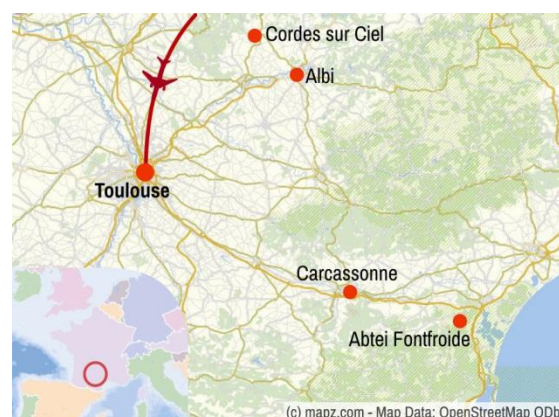 Cordes sur Ciel
Albi
Toulouse
Carcassonne
Abtei Fontfroide
(c) mapz.com - Map Data: OpenStreetMap ODb